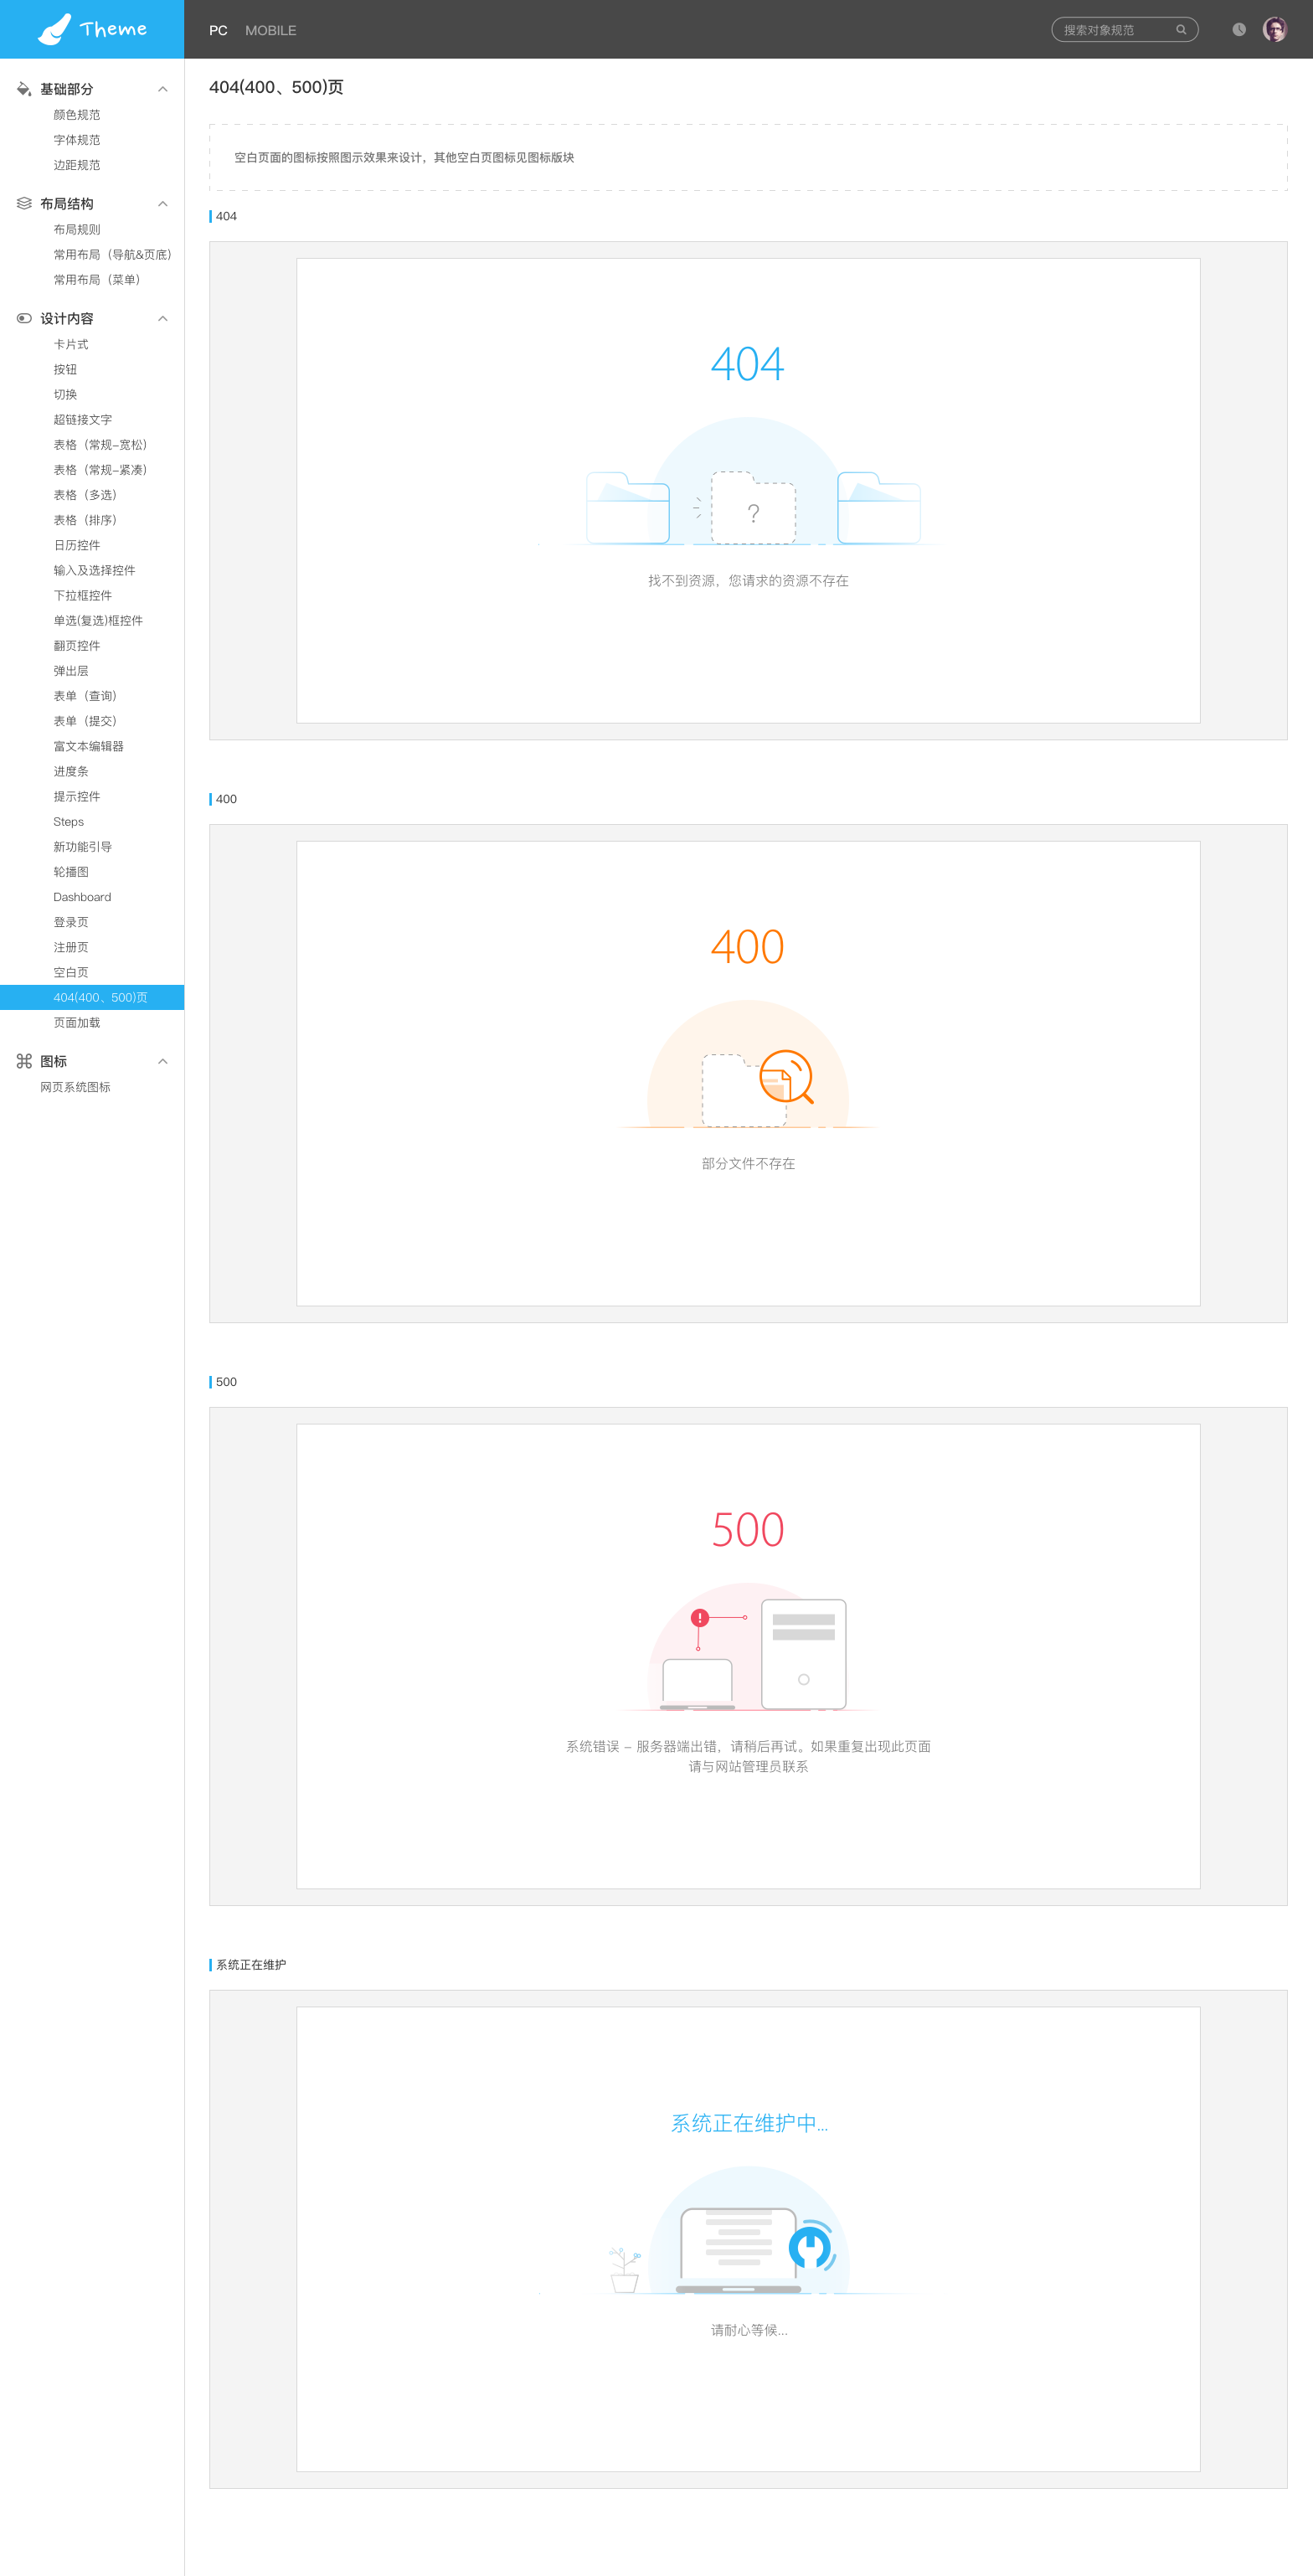 Theme
PC
MOBILE
搜索对象规范
基础部分
颜色规范
字体规范
边距规范
布局结构
布局规则
常用布局（导航&页底）
常用布局（菜单）
设计内容
卡片式
按钮
切换
超链接文字
表格（常规-宽松）
表格（常规-紧凑）
表格（多选）
表格（排序）
日历控件
输入及选择控件
下拉框控件
单选(复选)框控件
翻页控件
弹出层
表单（查询）
表单（提交）
富文本编辑器
进度条
提示控件
Steps
新功能引导
轮播图
Dashboard
登录页
注册页
空白页
404(400、500)页
页面加载
图标
网页系统图标
404(400、500)页
空白页面的图标按照图示效果来设计，其他空白页图标见图标版块
404
404
?
找不到资源，您请求的资源不存在
400
400
部分文件不存在
500
500
!
系统错误 - 服务器端出错，请稍后再试。如果重复出现此页面
请与网站管理员联系
系统正在维护
系统正在维护中...
请耐心等候...